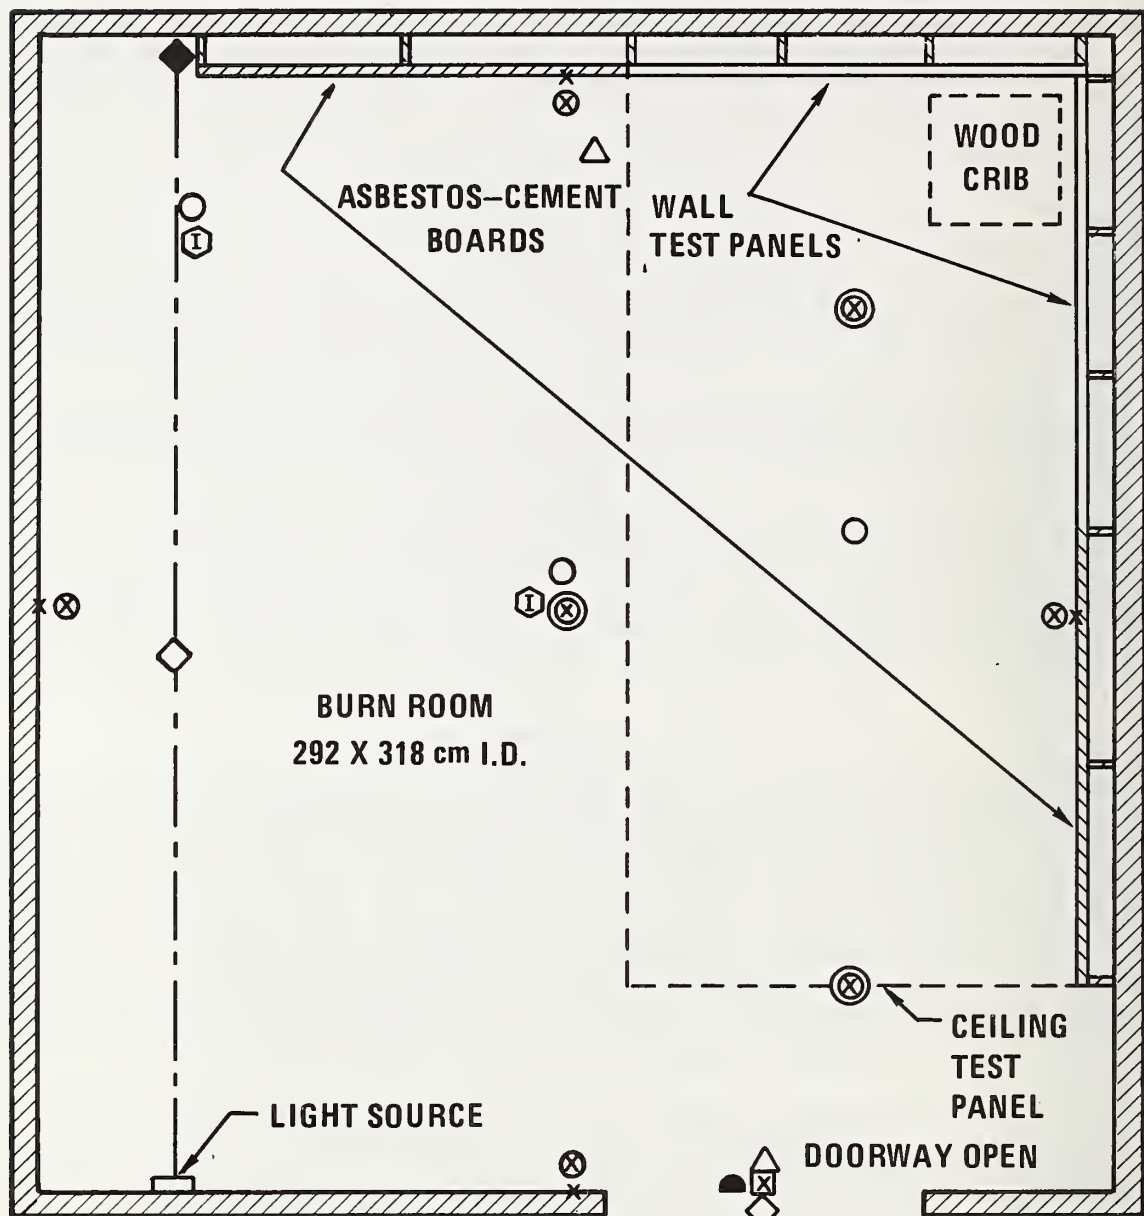 WOOD
CRIB
ASBESTOS–CEMENT
BOARDS
WALL
TEST PANELS
I
I
BURN ROOM
292 X 318 cm I.D.
CEILING
TEST
PANEL
LIGHT SOURCE
DOORWAY OPEN